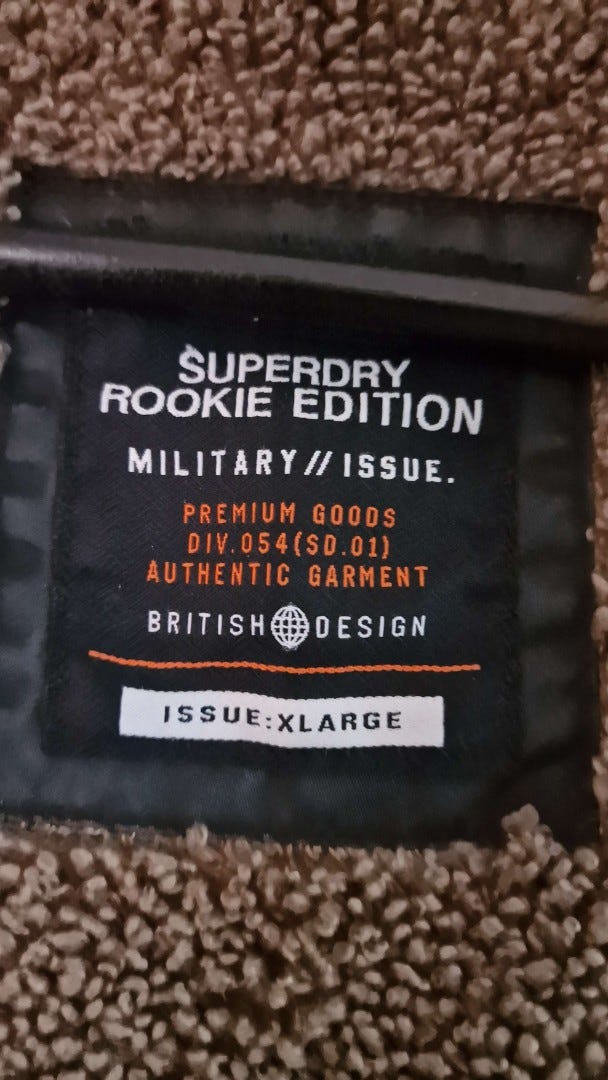 SUPERDRY
ROOKIE EDITION
MILITARY//ISSUE.
PREMIUM GOODS
DIV.054(SD.01)
AUTHENTIC GARMENT
BRITISH DESIGN
ISSUE:XLARGE